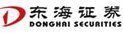 东海证券
DONGHAI SECURITIES